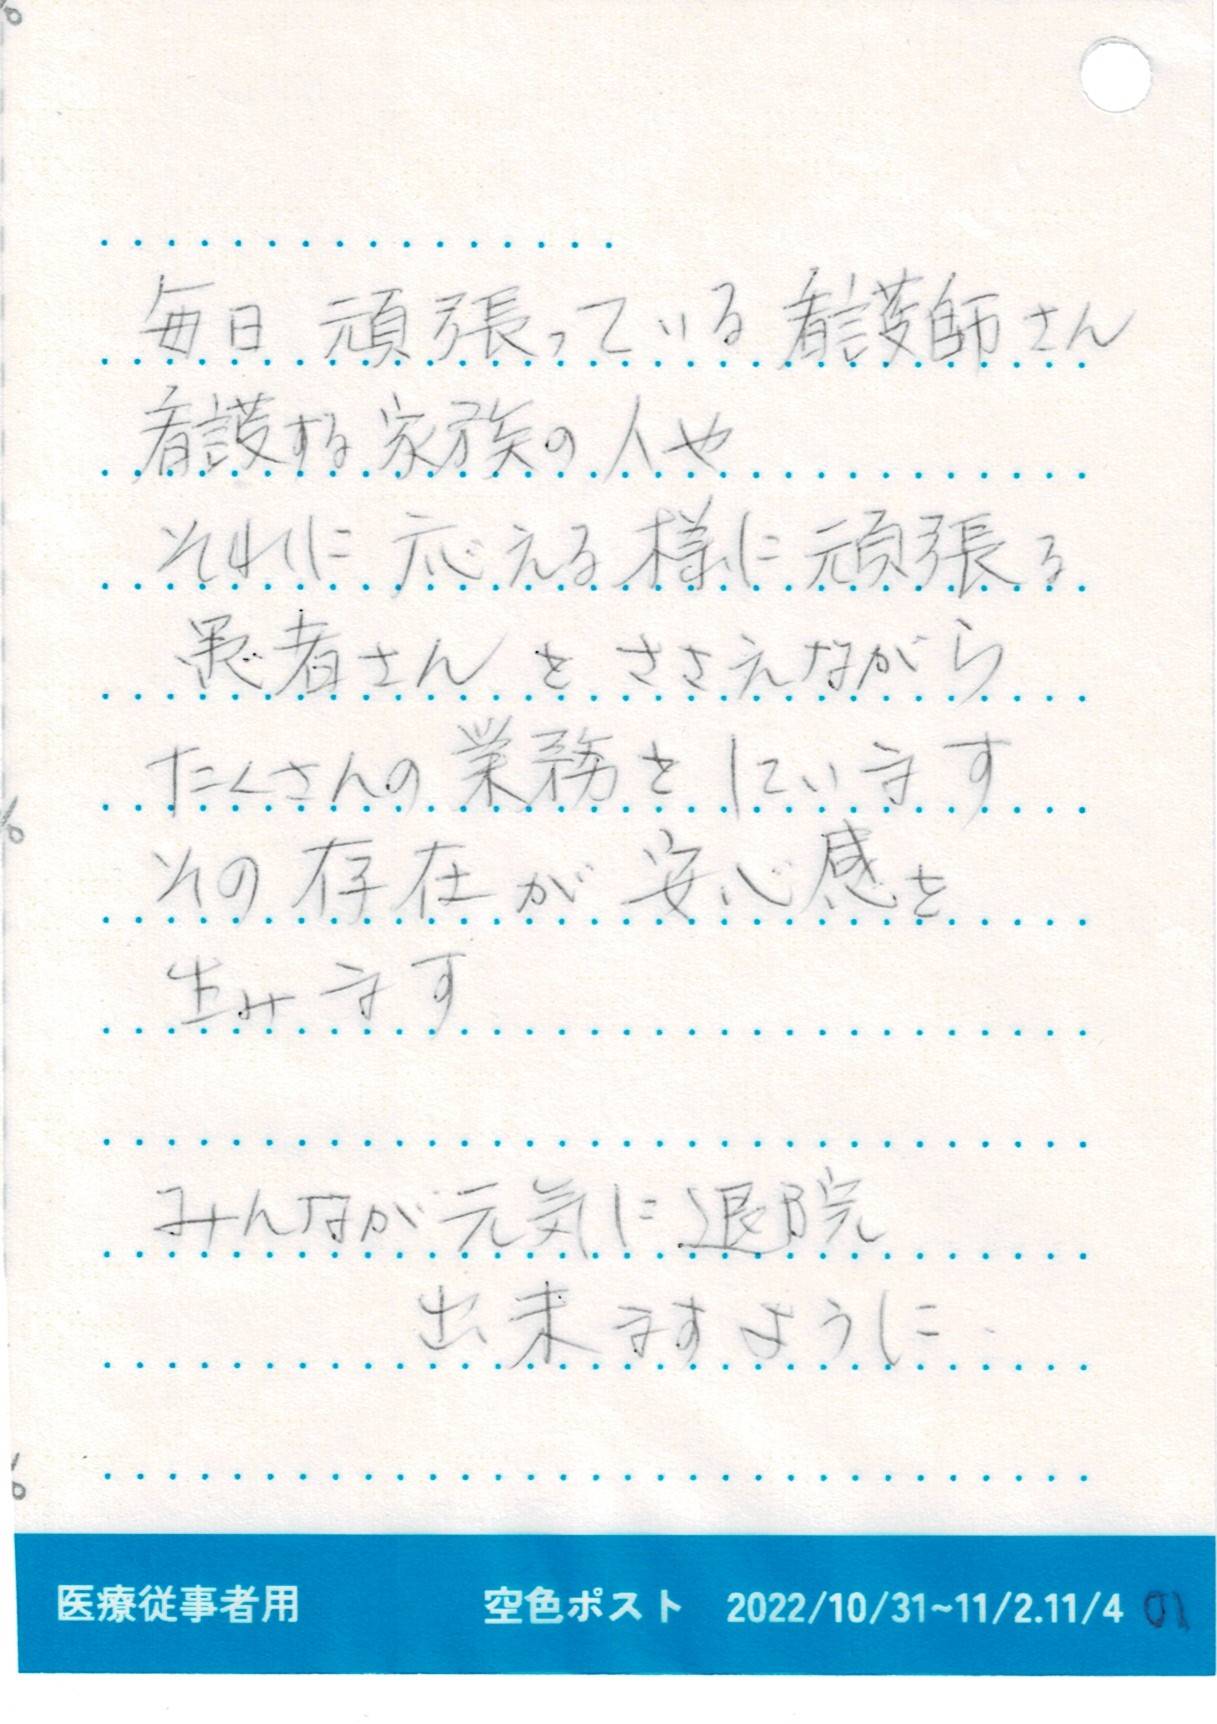 毎日 頑張っている 看護師さん
看護する 家族の 人や
それに 応える 様に 頑張る
患者さん を ささえながら
たくさんの 業務を しています
その 存在が 安心感を
生みます
みんなが 元気に 退院
出来ますように
医療従事者用 空色ポスト 2022/10/31~11/2.11/4